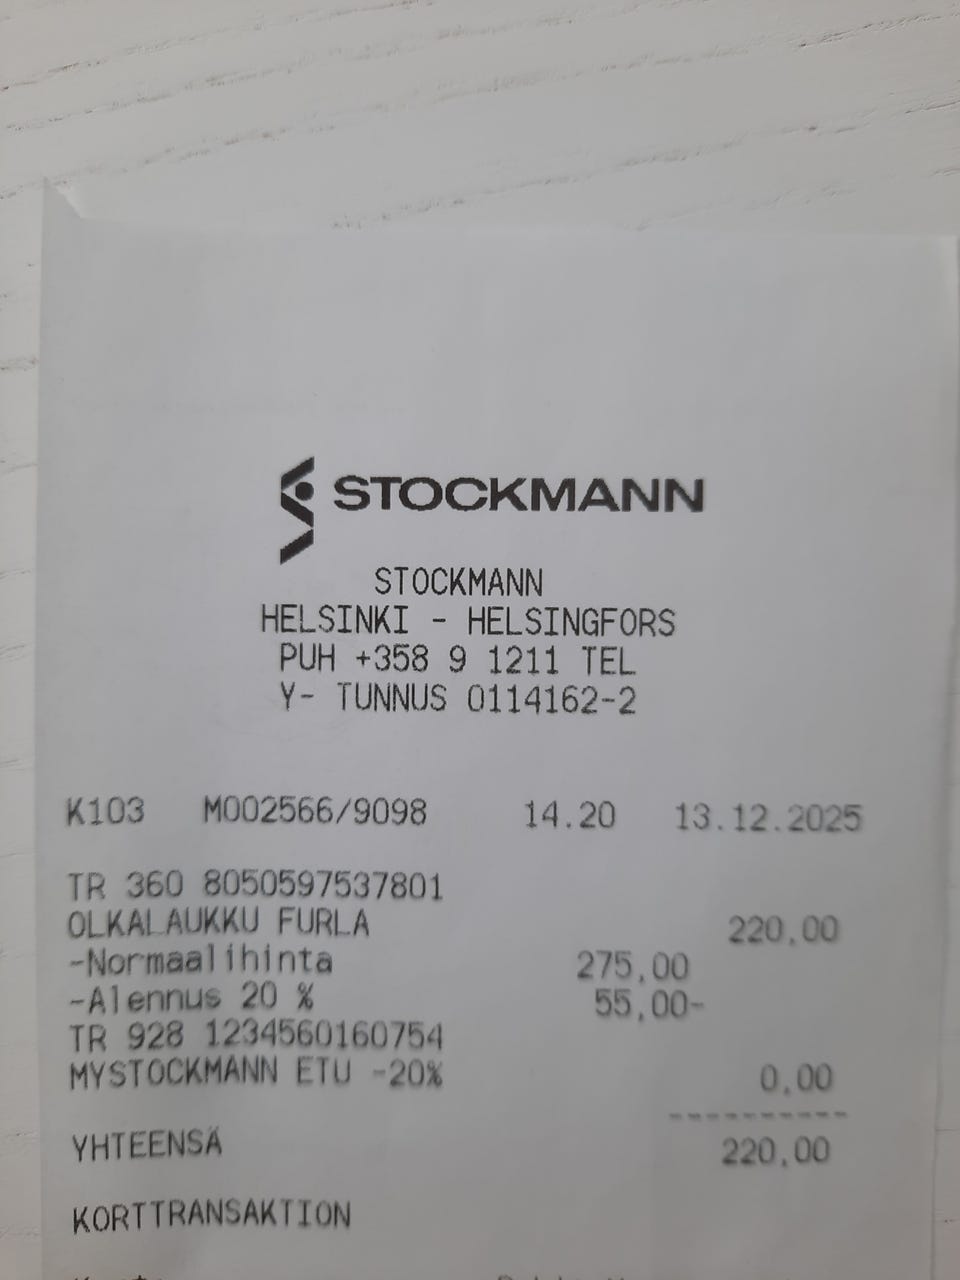 STOCKMANN
STOCKMANN
HELSINKI - HELSINGFORS
PUH +358 9 1211 TEL
Y- TUNNUS 0114162-2
K103 M002566/9098 14.20 13.12.2025
TR 360 8050597537801
OLKALAUKKU FURLA 220,00
-Normaalihinta 275,00
-Alennus 20 % 55,00-
TR 928 1234560160754
MYSTOCKMANN ETU -20% 0,00
----------
YHTEENSÄ 220,00
KORTTRANSAKTION